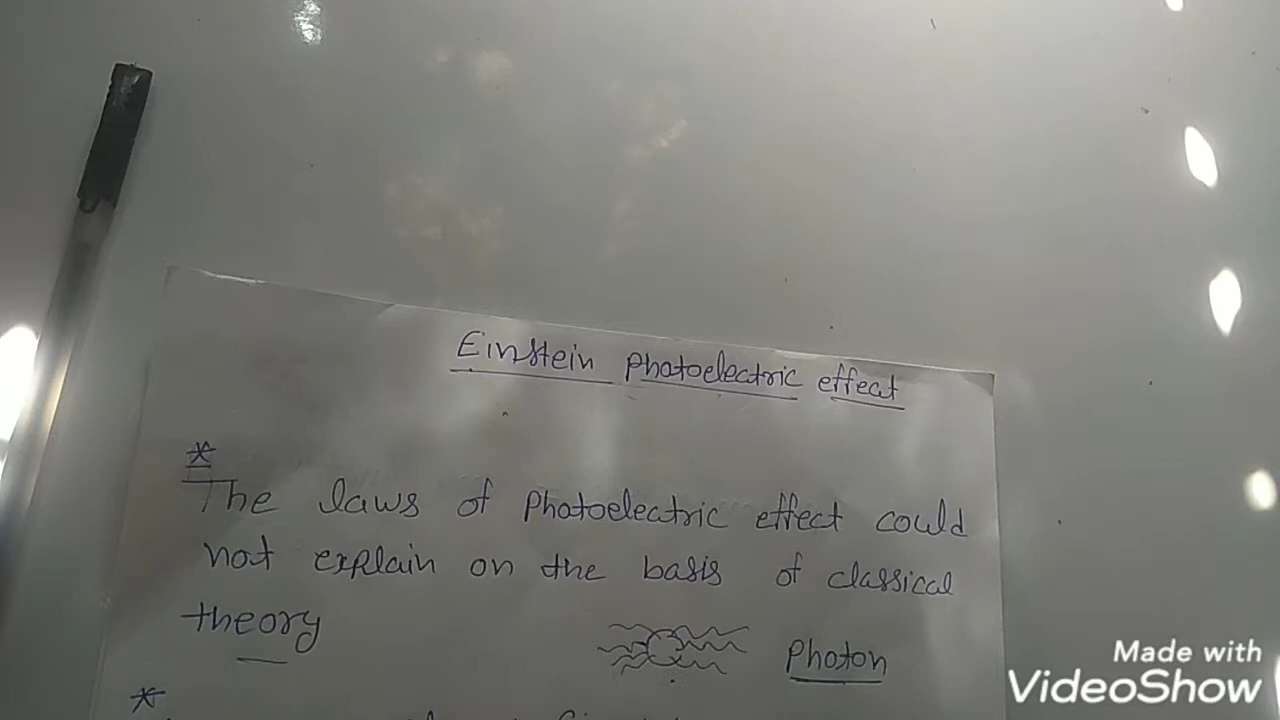 Einstein Photoelectric effect
*
The laws of Photoelectric effect could
not explain on the basis of classical
theory
Photon
*
Made with
VideoShow